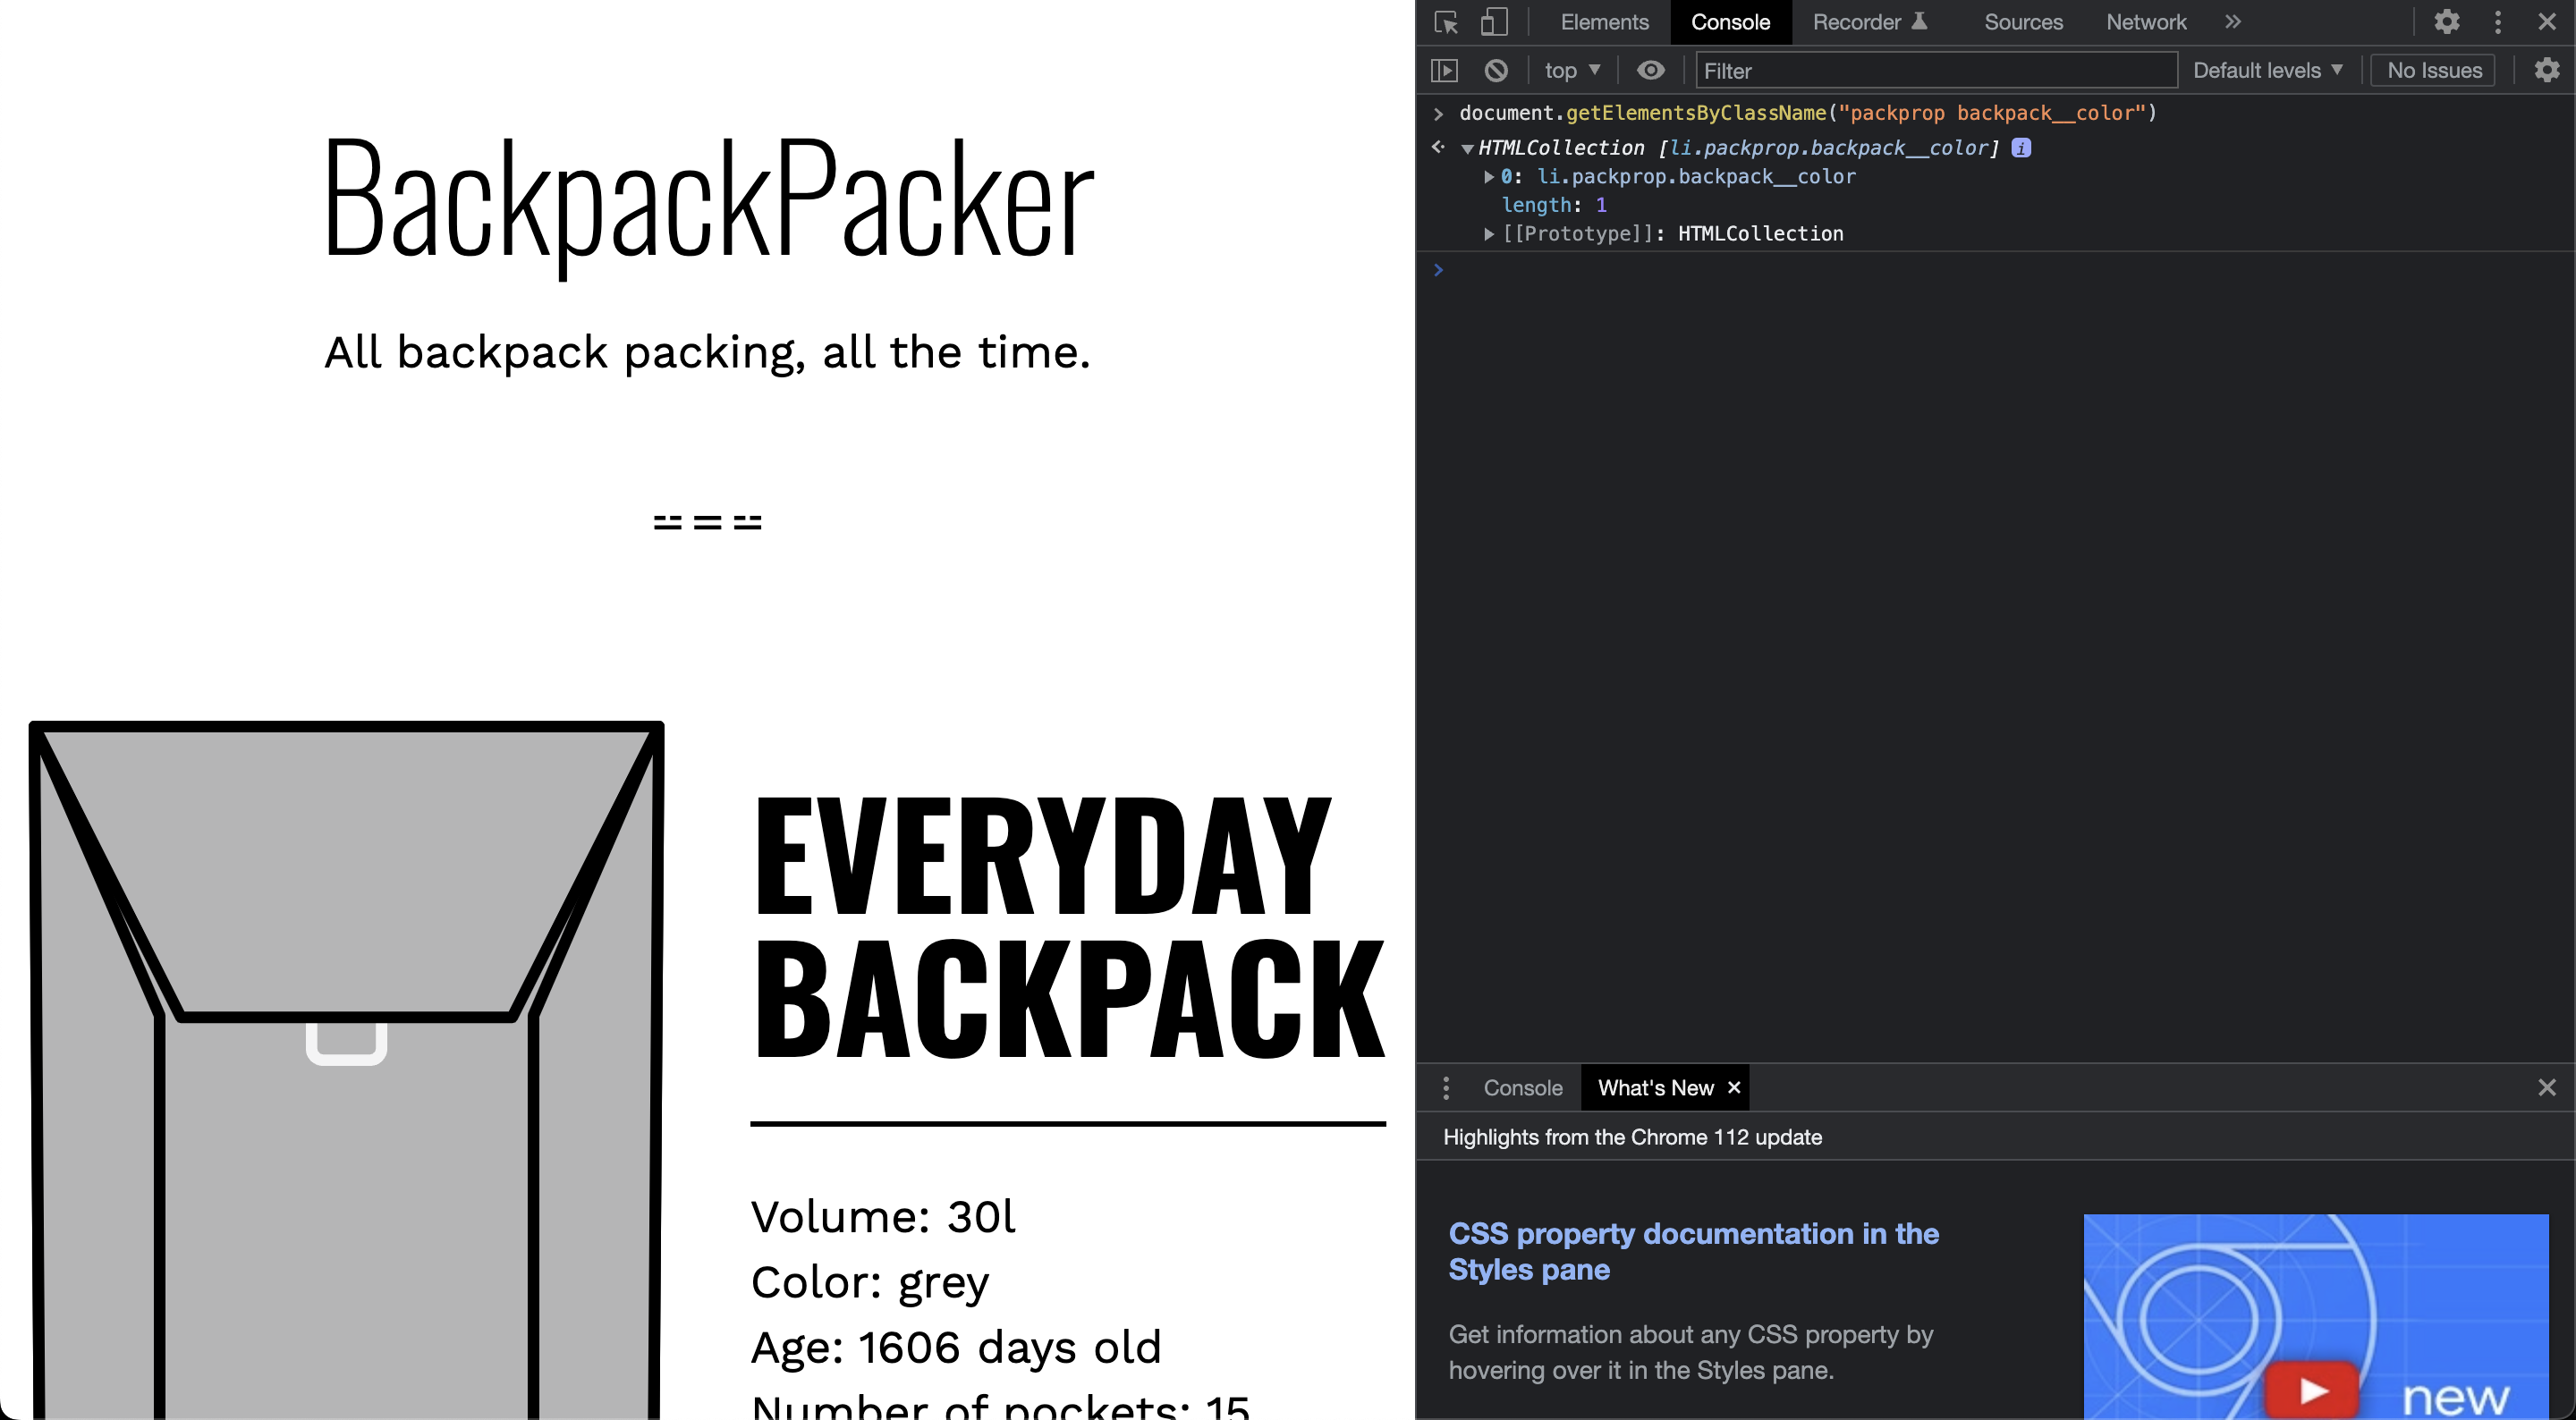 BackpackPacker
All backpack packing, all the time.
EVERYDAY
BACKPACK
Volume: 30l
Color: grey
Age: 1606 days old
Number of pockets: 15
Elements Console Recorder Sources Network
top Filter Default levels No Issues
document.getElementsByClassName("packprop backpack__color")
HTMLCollection [li.packprop.backpack__color] i
0: li.packprop.backpack__color
length: 1
[[Prototype]]: HTMLCollection
Console What's New
Highlights from the Chrome 112 update
CSS property documentation in the
Styles pane
Get information about any CSS property by
hovering over it in the Styles pane.
new